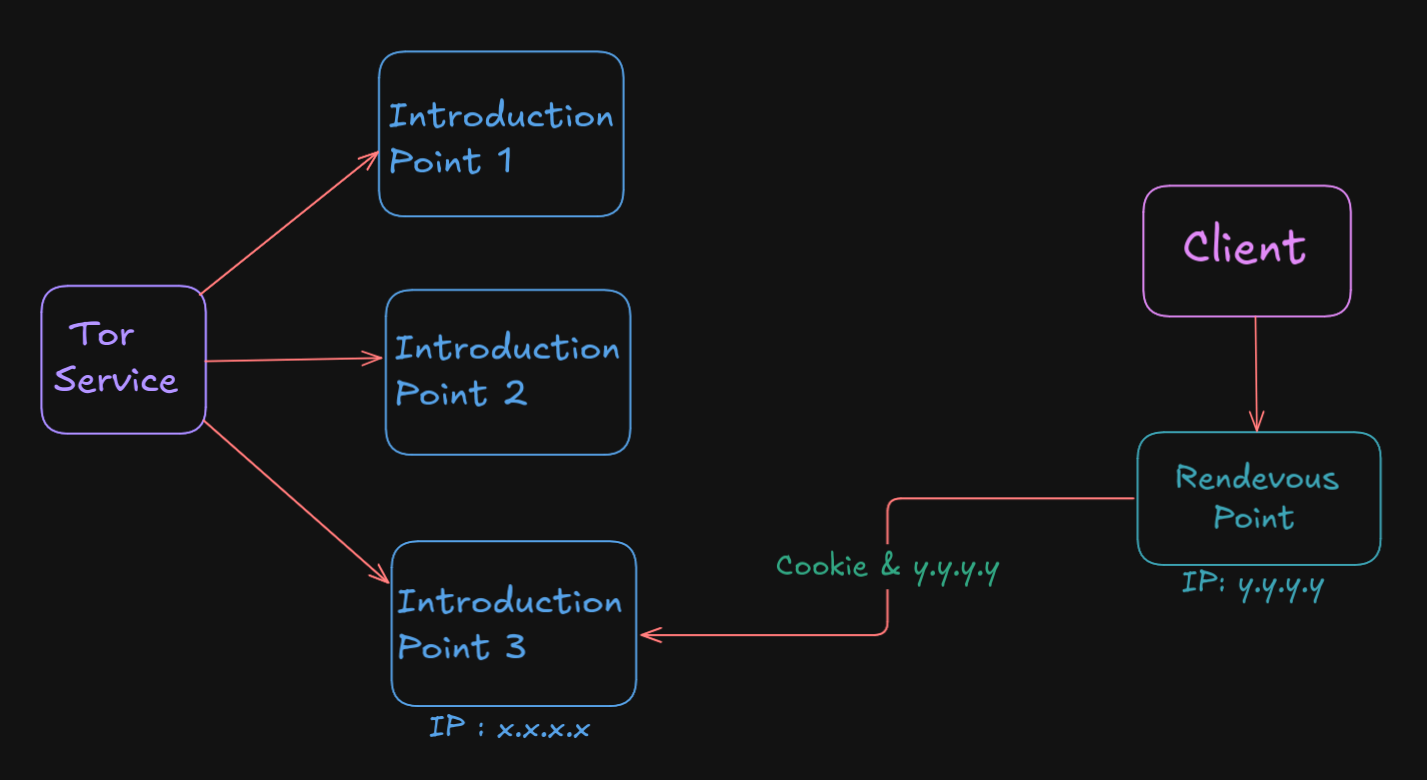 Introduction
Point 1
Client
Tor
Service
Introduction
Point 2
Rendevous
Point
IP: y.y.y.y
Cookie & y.y.y.y
Introduction
Point 3
IP : x.x.x.x